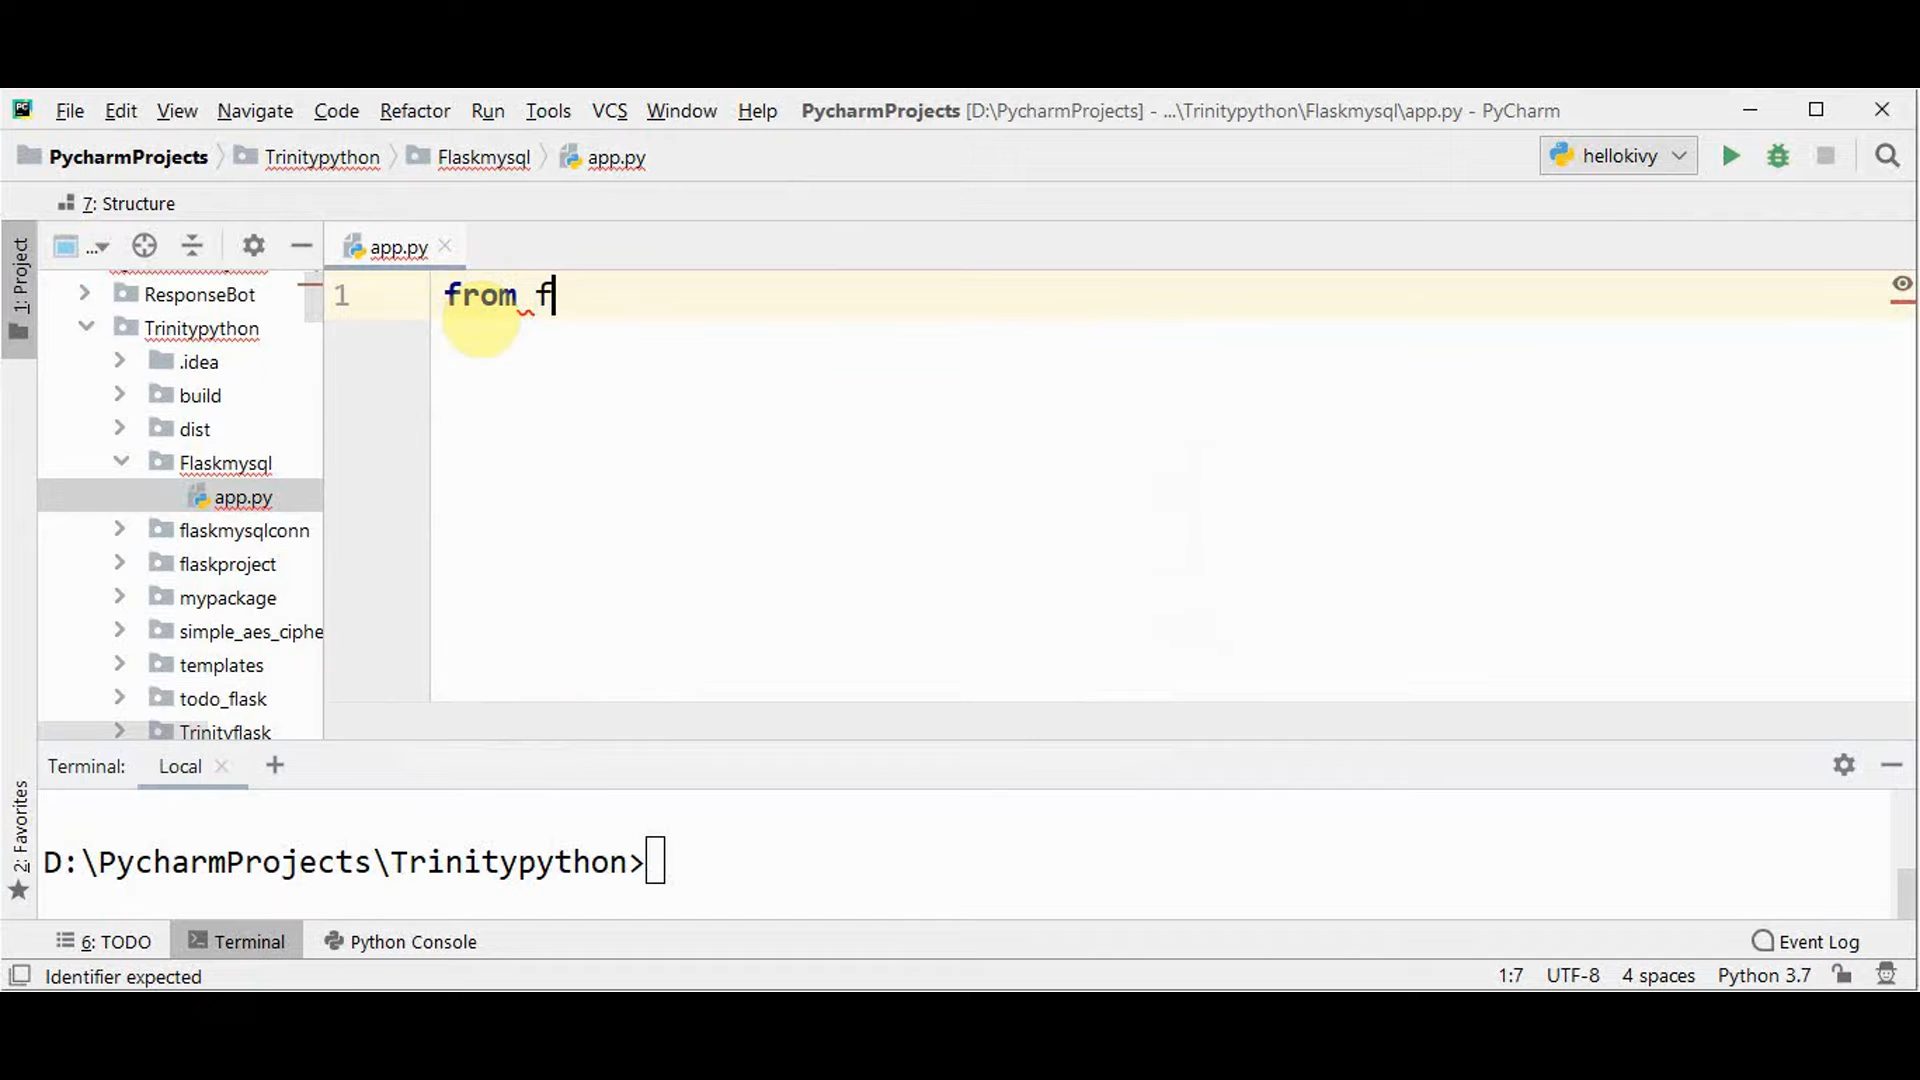 PC File Edit View Navigate Code Refactor Run Tools VCS Window Help PycharmProjects [D:\PycharmProjects] - ...\Trinitypython\Flaskmysql\app.py - PyCharm
PycharmProjects Trinitypython Flaskmysql app.py hellokivy
7: Structure
1: Project
... app.py
ResponseBot
Trinitypython
.idea
build
dist
Flaskmysql
app.py
flaskmysqlconn
flaskproject
mypackage
simple_aes_ciphe
templates
todo_flask
Trinityflask
1 from f
2: Favorites
Terminal: Local
D:\PycharmProjects\Trinitypython>
6: TODO Terminal Python Console Event Log
Identifier expected 1:7 UTF-8 4 spaces Python 3.7